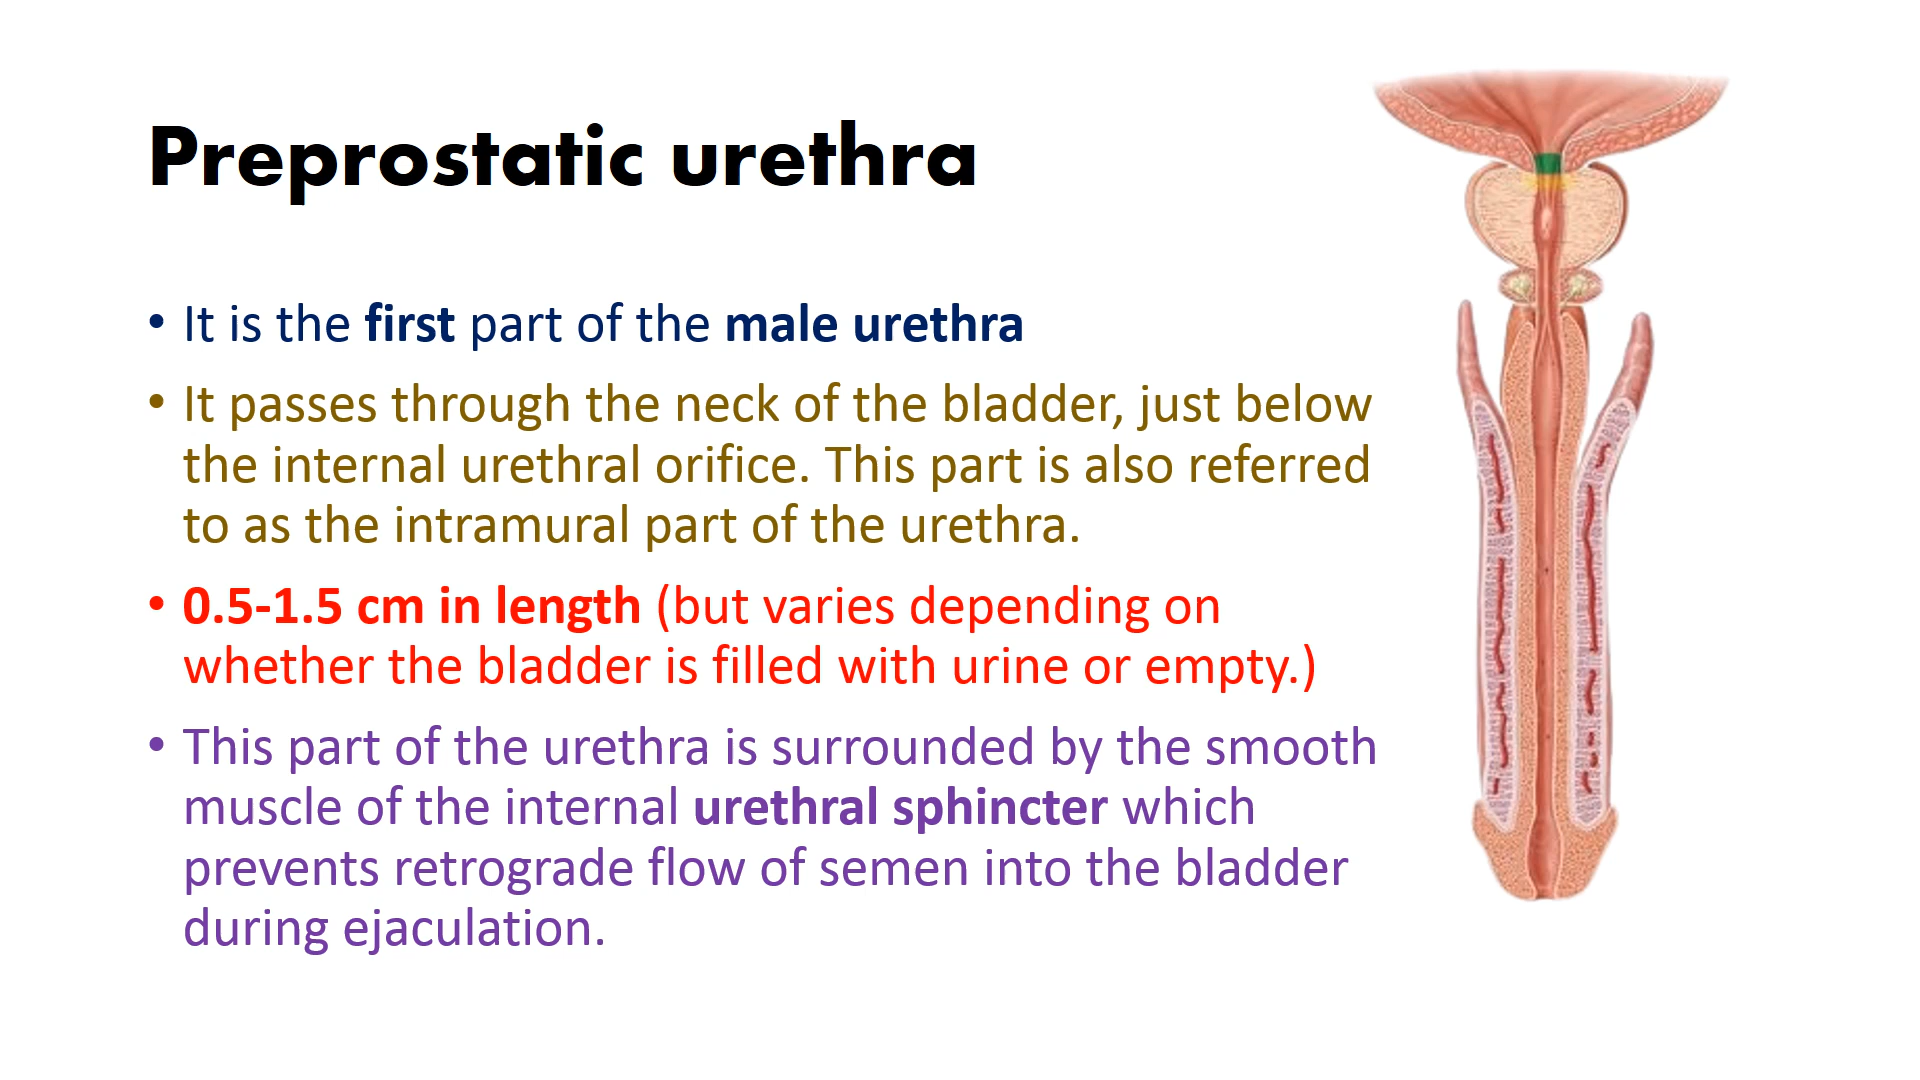 Preprostatic urethra
• It is the first part of the male urethra
• It passes through the neck of the bladder, just below
the internal urethral orifice. This part is also referred
to as the intramural part of the urethra.
• 0.5-1.5 cm in length (but varies depending on
whether the bladder is filled with urine or empty.)
• This part of the urethra is surrounded by the smooth
muscle of the internal urethral sphincter which
prevents retrograde flow of semen into the bladder
during ejaculation.